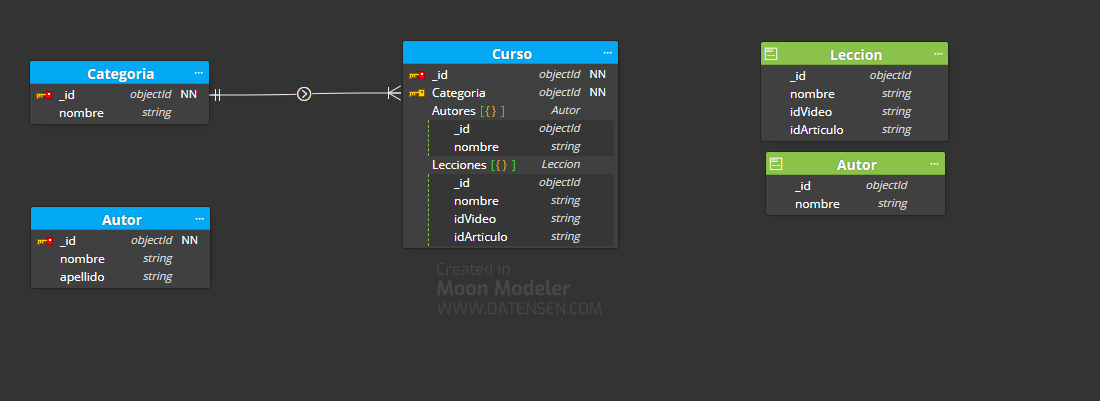 Categoria ...
_id objectId NN
nombre string
Autor ...
_id objectId NN
nombre string
apellido string
Curso ...
_id objectId NN
Categoria objectId NN
Autores [{} ] Autor
_id objectId
nombre string
Lecciones [{} ] Leccion
_id objectId
nombre string
idVideo string
idArticulo string
Created in
Moon Modeler
WWW.DATENSEN.COM
Leccion ...
_id objectId
nombre string
idVideo string
idArticulo string
Autor ...
_id objectId
nombre string